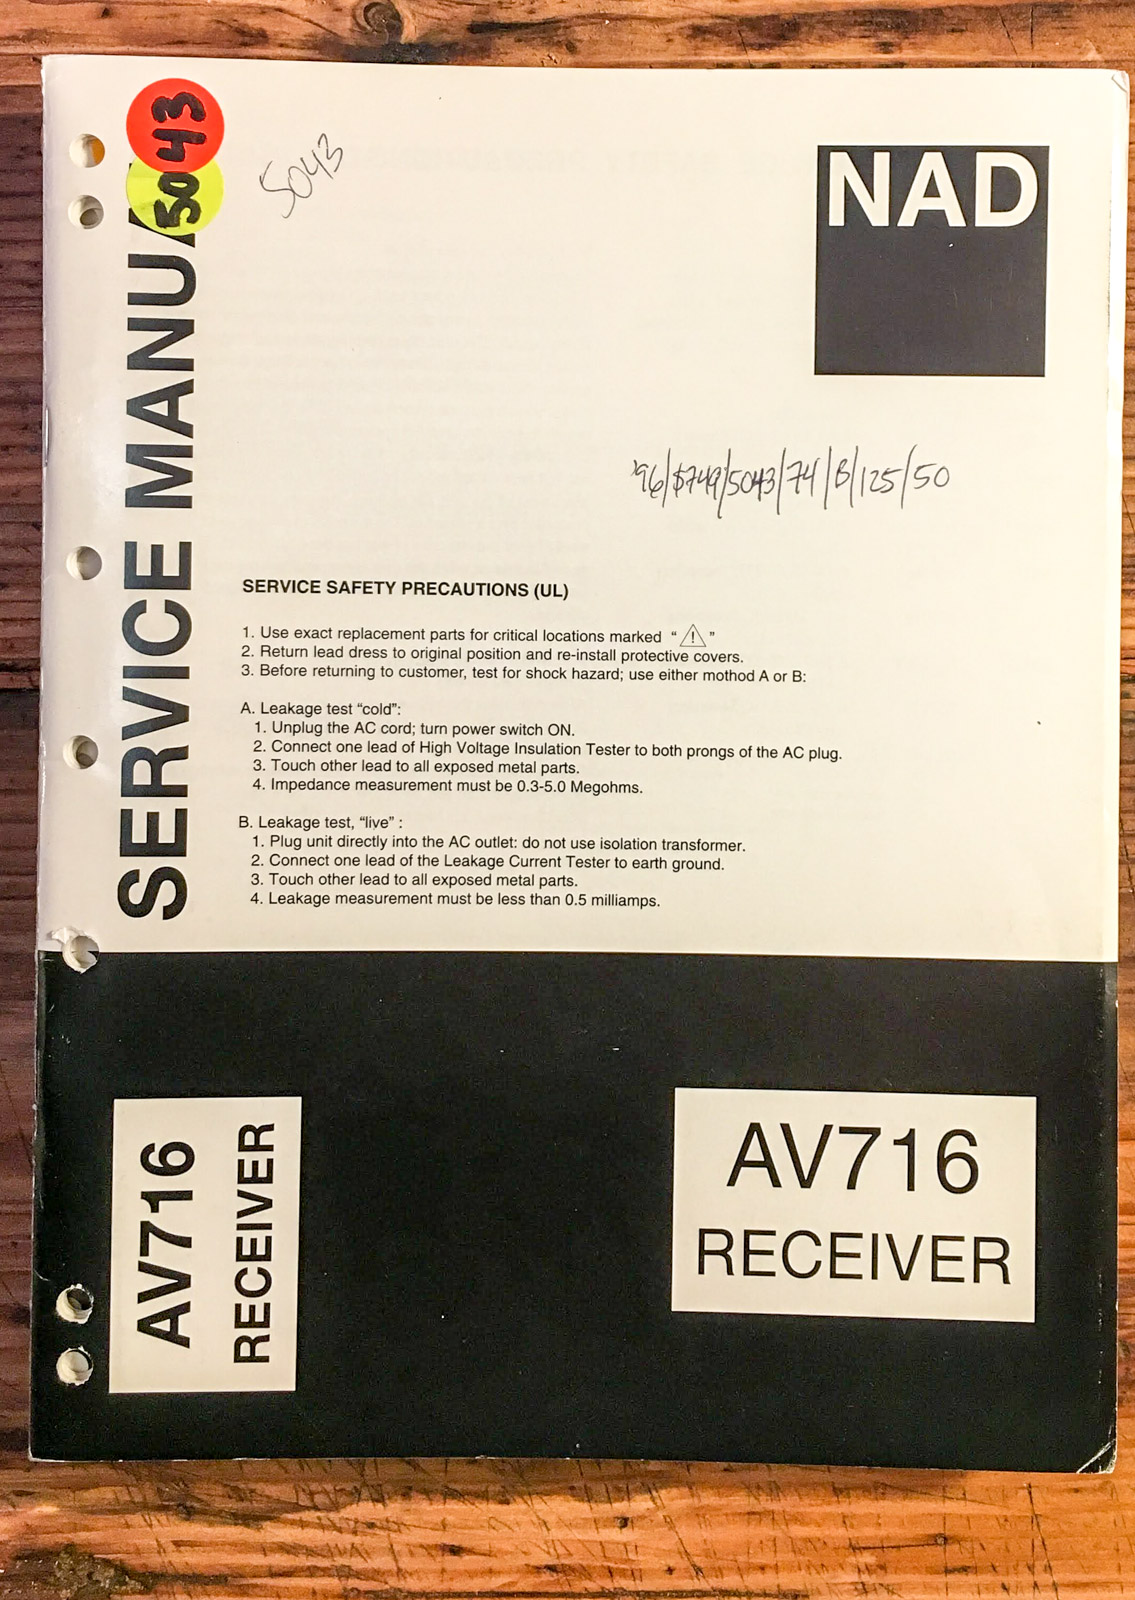 5043
5043
NAD
SERVICE MANUA
'96/$749/5043/74/B/125/50
SERVICE SAFETY PRECAUTIONS (UL)
1. Use exact replacement parts for critical locations marked “ ⚠ ”
2. Return lead dress to original position and re-install protective covers.
3. Before returning to customer, test for shock hazard; use either mothod A or B:
A. Leakage test “cold”:
1. Unplug the AC cord; turn power switch ON.
2. Connect one lead of High Voltage Insulation Tester to both prongs of the AC plug.
3. Touch other lead to all exposed metal parts.
4. Impedance measurement must be 0.3-5.0 Megohms.
B. Leakage test, “live” :
1. Plug unit directly into the AC outlet: do not use isolation transformer.
2. Connect one lead of the Leakage Current Tester to earth ground.
3. Touch other lead to all exposed metal parts.
4. Leakage measurement must be less than 0.5 milliamps.
AV716
RECEIVER
AV716
RECEIVER